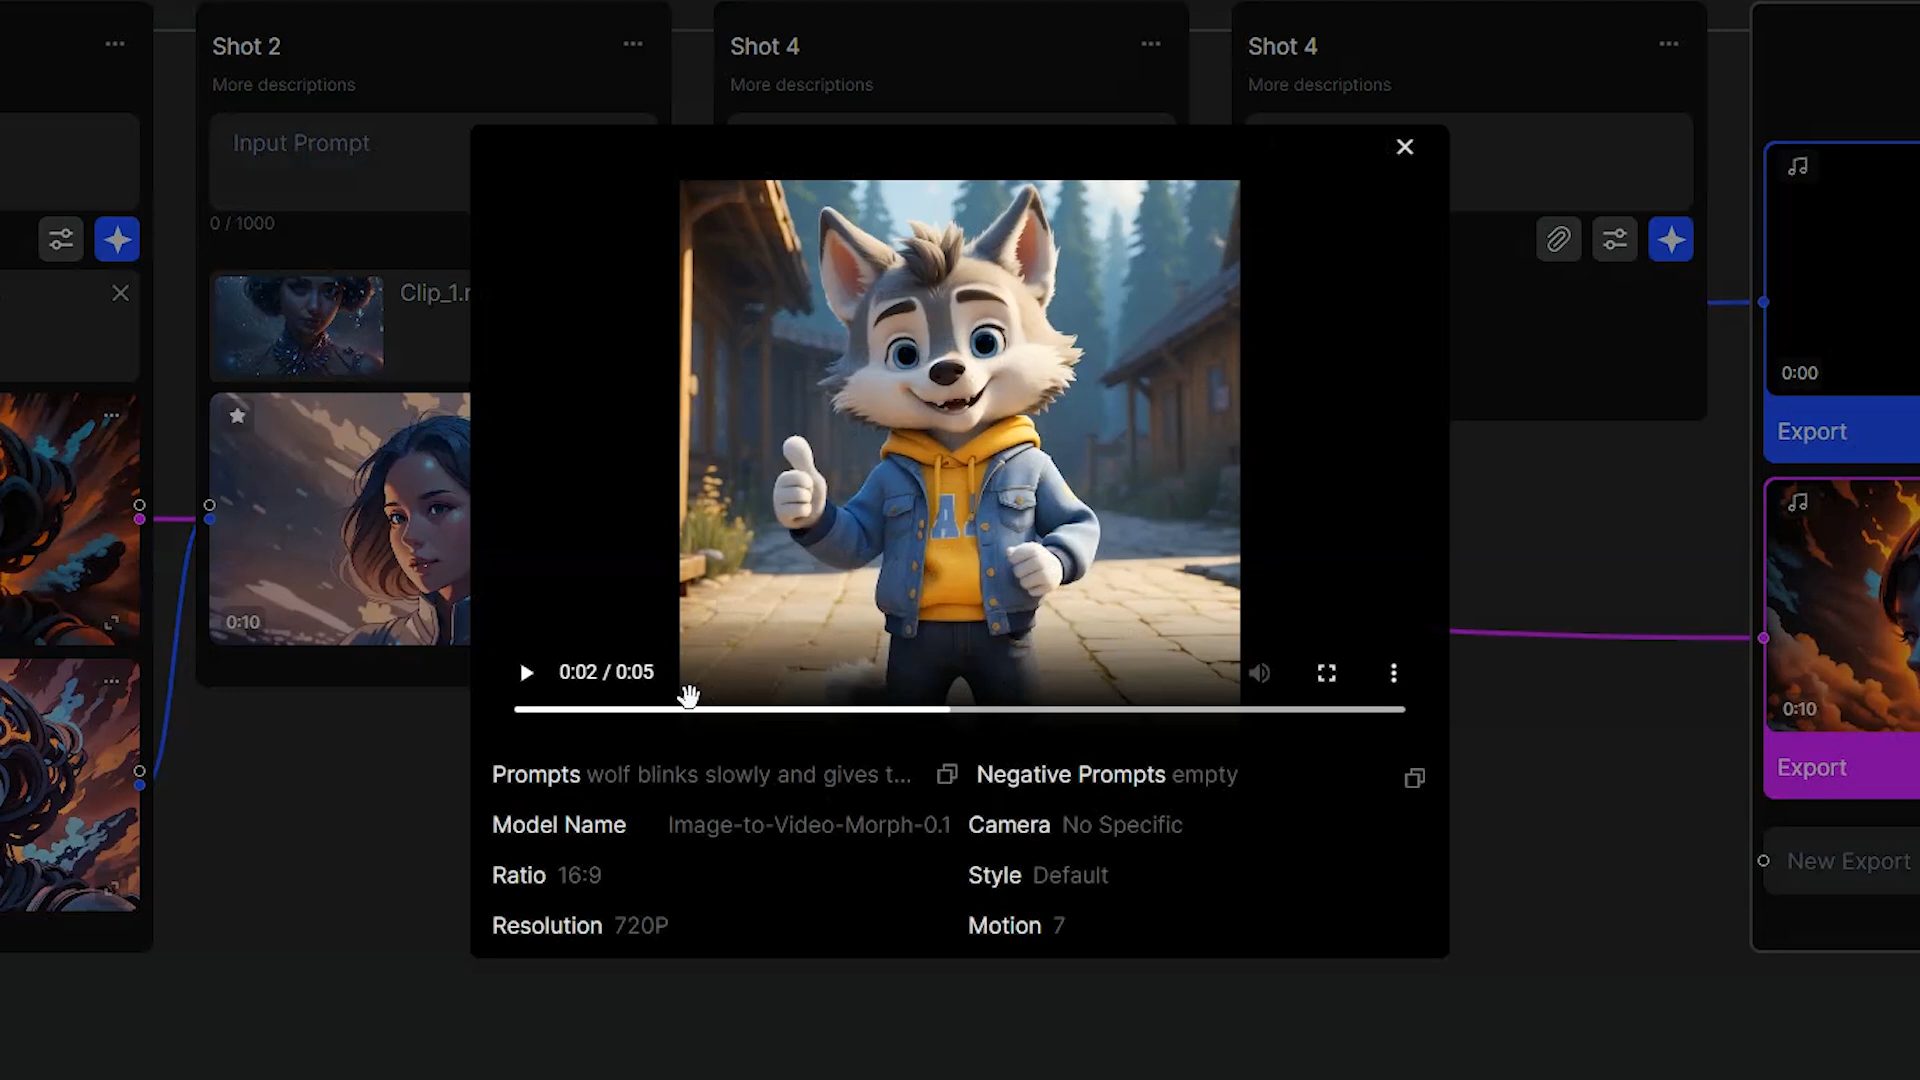 Shot 2
More descriptions
Input Prompt
0 / 1000
Clip_1.
0:10
Shot 4
More descriptions
Shot 4
More descriptions
0:02 / 0:05
Prompts wolf blinks slowly and gives t...
Negative Prompts empty
Model Name Image-to-Video-Morph-0.1
Camera No Specific
Ratio 16:9
Style Default
Resolution 720P
Motion 7
0:00
Export
0:10
Export
New Export